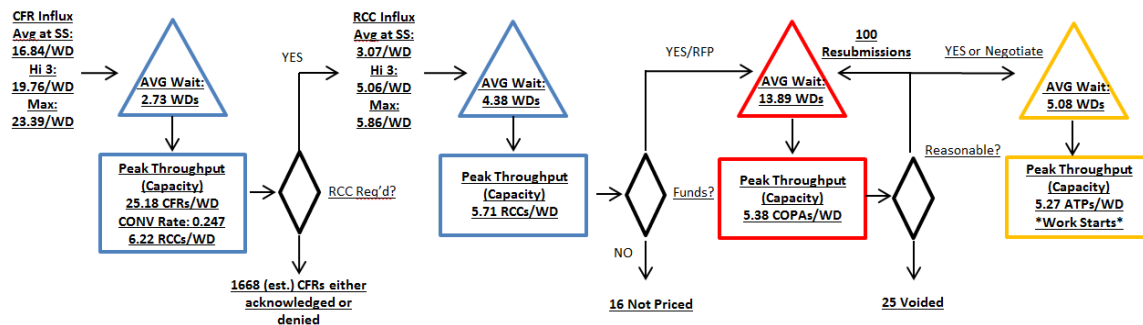 CFR Influx
Avg at SS:
16.84/WD
Hi 3:
19.76/WD
Max:
23.39/WD
AVG Wait:
2.73 WDs
Peak Throughput
(Capacity)
25.18 CFRs/WD
CONV Rate: 0.247
6.22 RCCs/WD
YES
RCC Req'd?
1668 (est.) CFRs either
acknowledged or
denied
RCC Influx
Avg at SS:
3.07/WD
Hi 3:
5.06/WD
Max:
5.86/WD
AVG Wait:
4.38 WDs
Peak Throughput
(Capacity)
5.71 RCCs/WD
YES/RFP
Funds?
NO
16 Not Priced
AVG Wait:
13.89 WDs
Peak Throughput
(Capacity)
5.38 COPAs/WD
100
Resubmissions
YES or Negotiate
Reasonable?
25 Voided
AVG Wait:
5.08 WDs
Peak Throughput
(Capacity)
5.27 ATPs/WD
*Work Starts*